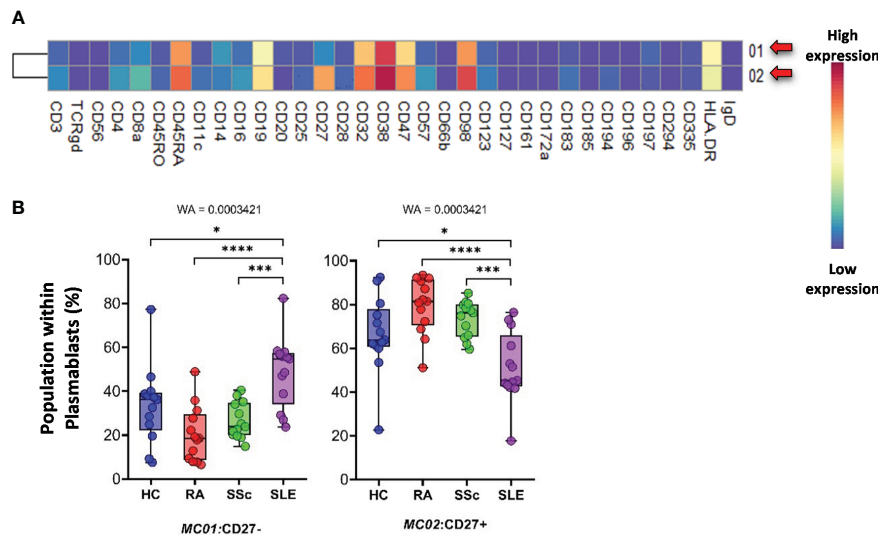 A
01
02
High
expression
Low
expression
CD3
TCRgd
CD56
CD4
CD8a
CD45RO
CD45RA
CD11c
CD14
CD16
CD19
CD20
CD25
CD27
CD28
CD32
CD38
CD47
CD57
CD66b
CD98
CD123
CD127
CD161
CD172a
CD183
CD185
CD194
CD196
CD197
CD294
CD335
HLA.DR
IgD
B
Population within
Plasmablasts (%)
WA = 0.0003421
*
****
***
100
80
60
40
20
0
HC RA SSc SLE
MC01:CD27-
WA = 0.0003421
*
****
***
100
80
60
40
20
0
HC RA SSc SLE
MC02:CD27+